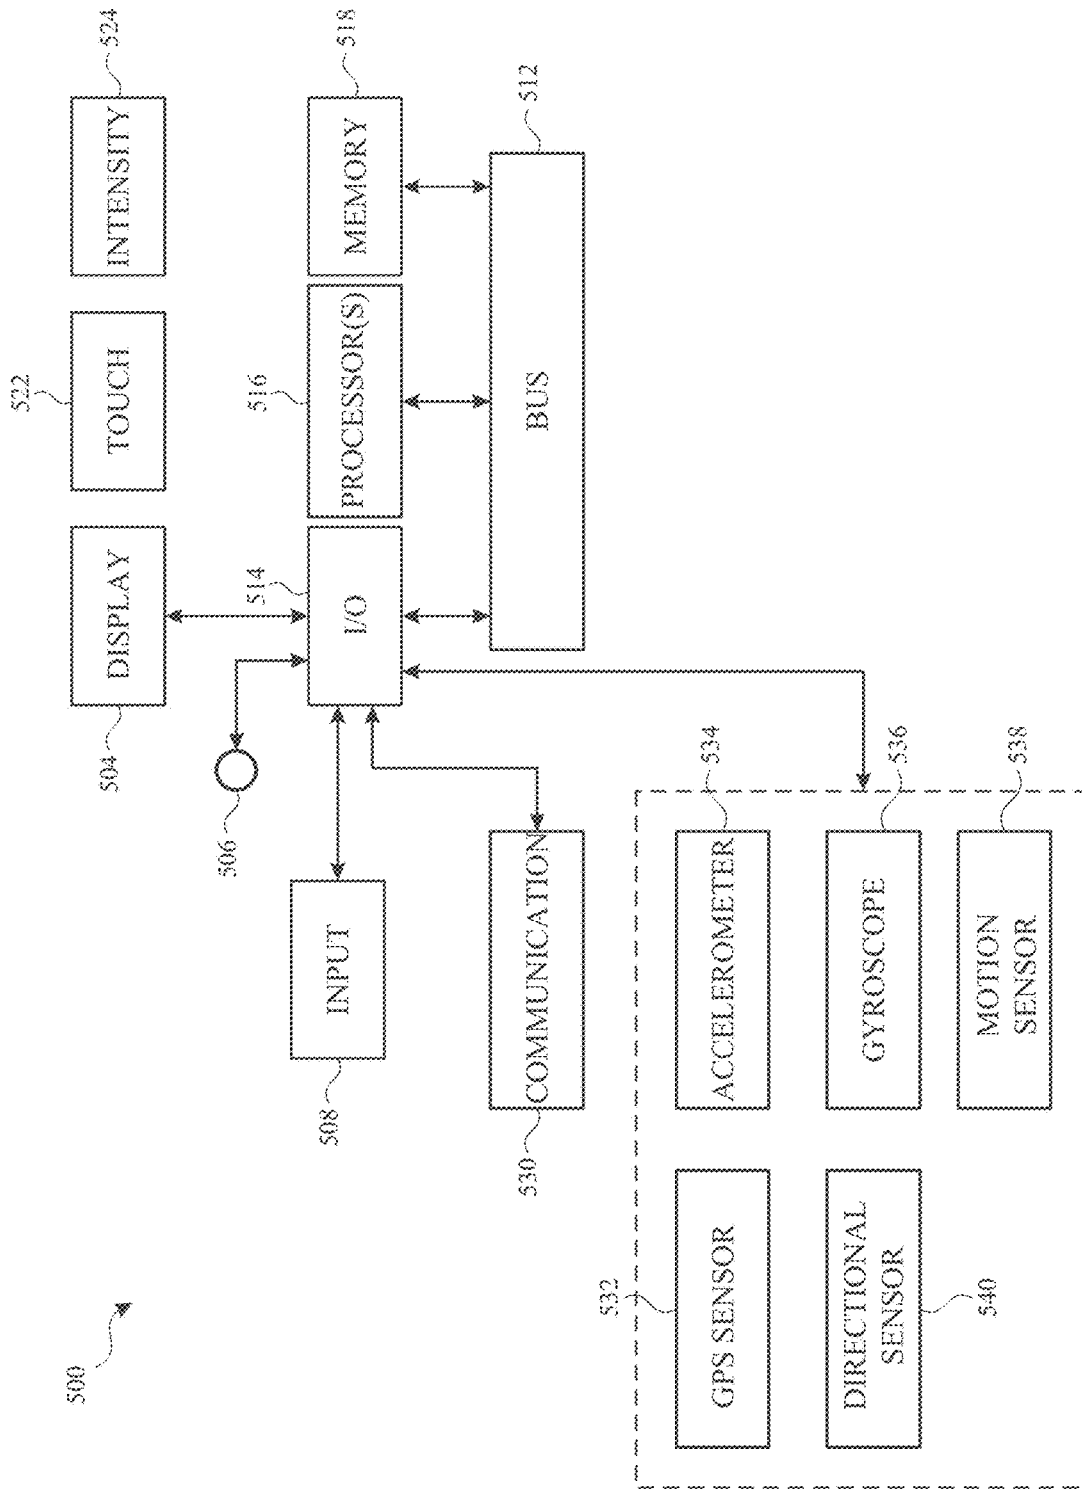 500
DISPLAY
504
TOUCH
522
INTENSITY
524
506
INPUT
508
I/O
514
PROCESSOR(S)
516
MEMORY
518
COMMUNICATION
530
BUS
512
GPS SENSOR
532
ACCELEROMETER
534
DIRECTIONAL
SENSOR
540
GYROSCOPE
536
MOTION
SENSOR
538